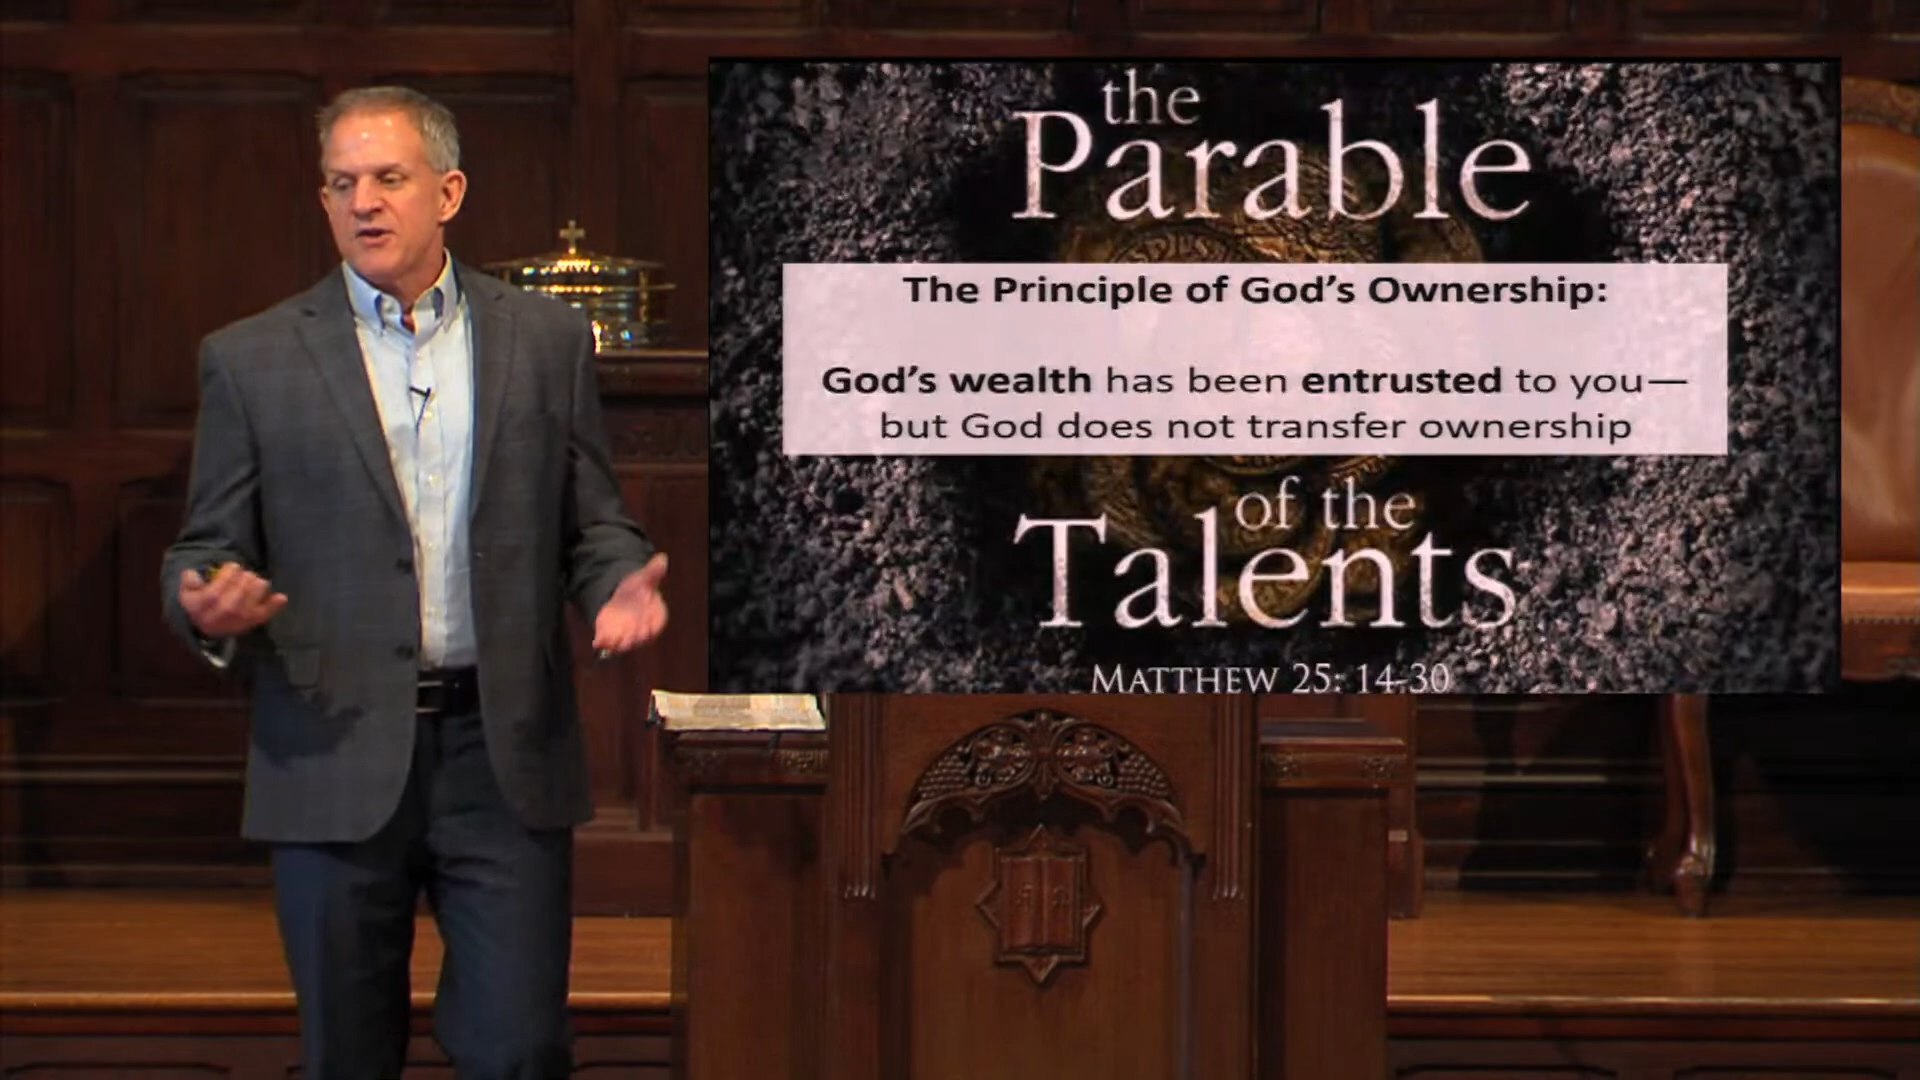 the
Parable
The Principle of God's Ownership:
God's wealth has been entrusted to you—
but God does not transfer ownership
of the
Talents
MATTHEW 25: 14-30